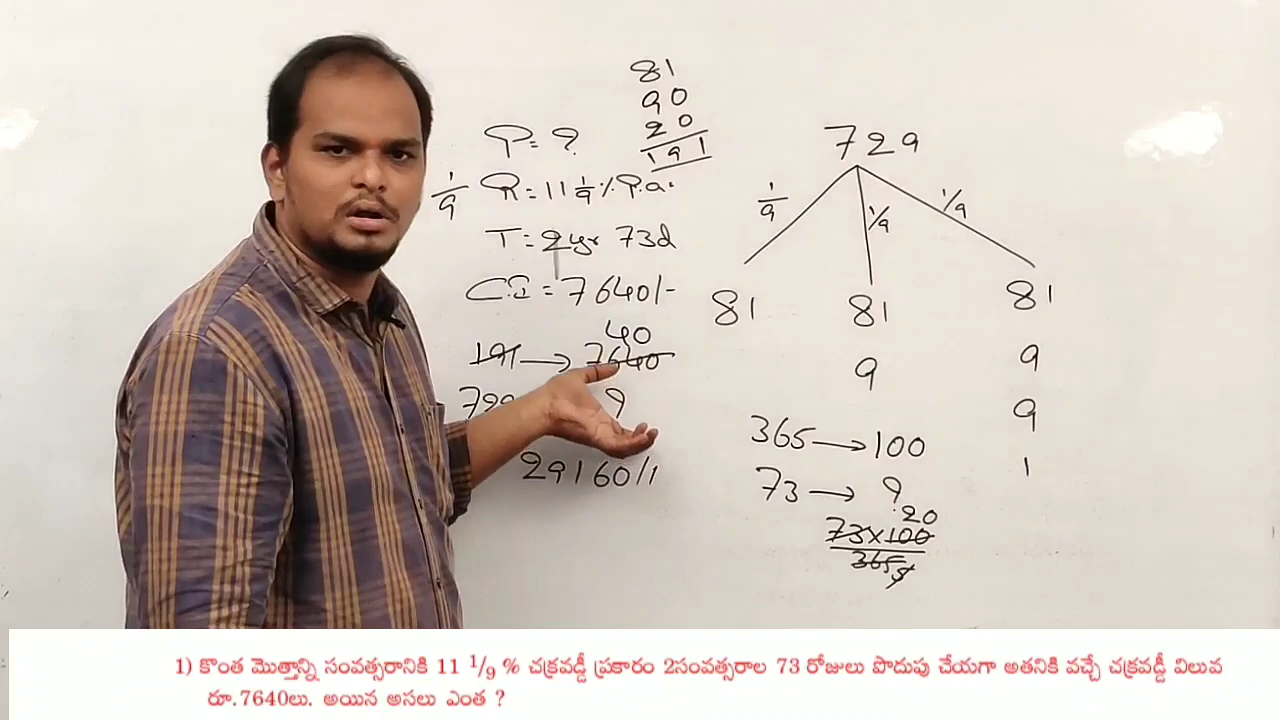 81
90
20
191
P=?
1/9 R=11 1/9 % P.a.
T=2yr 73d
C.I=7640/-
40
191→7640
?
29160/-
729
1/9 1/9 1/9
81 81 81
9 9
9
1
365→100
73→?
20
73×100
365 5
1) కొంత మొత్తాన్ని సంవత్సరానికి 11 1/9 % చక్రవడ్డీ ప్రకారం 2సంవత్సరాల 73 రోజులు పొదుపు చేయగా అతనికి వచ్చే చక్రవడ్డీ విలువ
రూ.7640లు. అయిన అసలు ఎంత ?